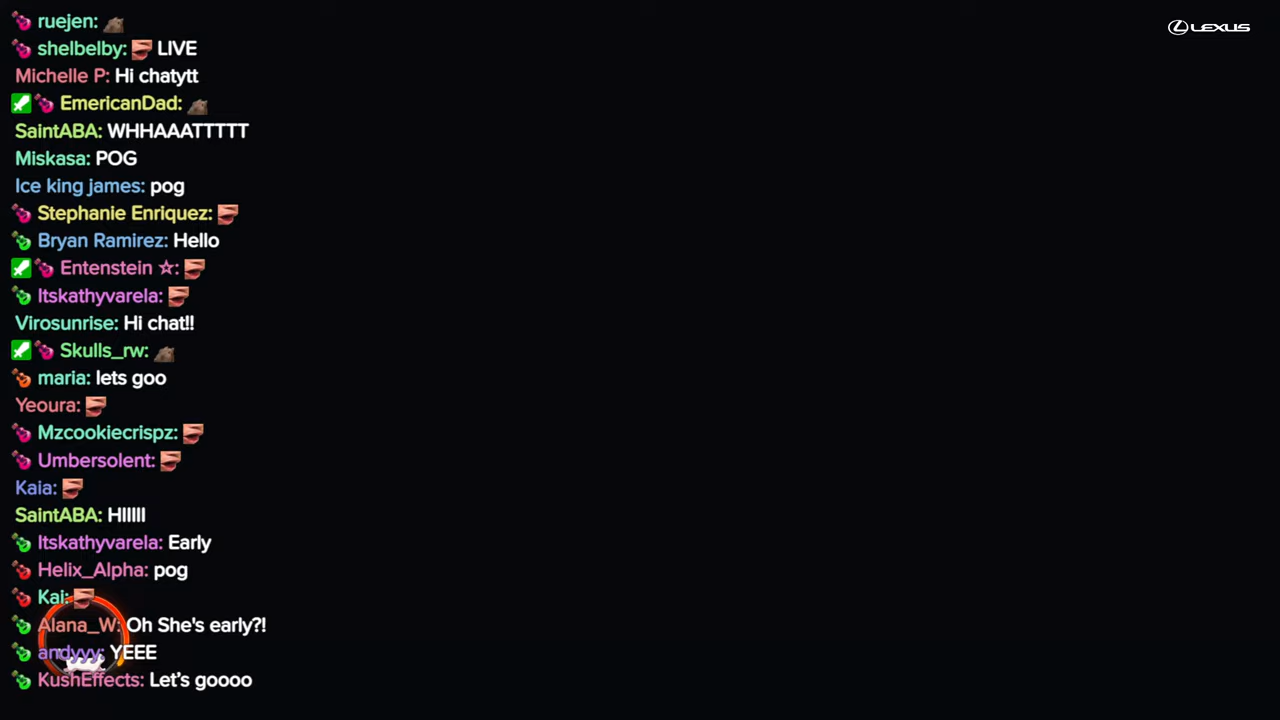 LEXUS
ruejen:
shelbelby: LIVE
Michelle P: Hi chatytt
EmericanDad:
SaintABA: WHHAAATTTTT
Miskasa: POG
Ice king james: pog
Stephanie Enriquez:
Bryan Ramirez: Hello
Entenstein ☆:
Itskathyvarela:
Virosunrise: Hi chat!!
Skulls_rw:
maria: lets goo
Yeoura:
Mzcookiecrispz:
Umbersolent:
Kaia:
SaintABA: HIIIII
Itskathyvarela: Early
Helix_Alpha: pog
Kai:
Alana_W: Oh She's early?!
andyyy: YEEE
KushEffects: Let's goooo